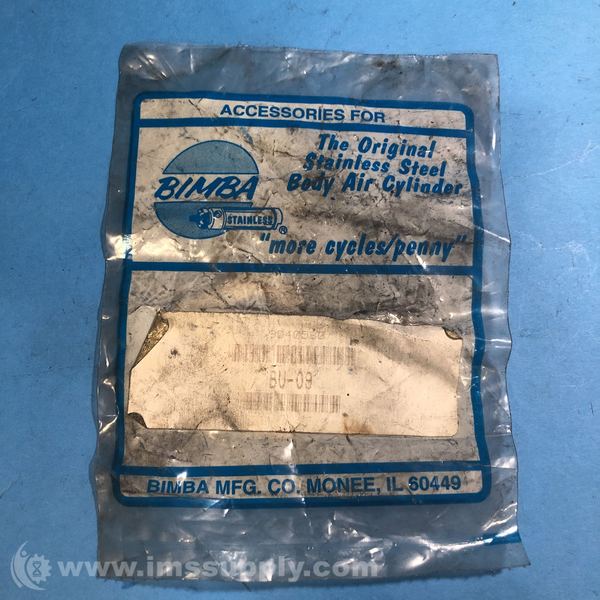 ACCESSORIES FOR
The Original
Stainless Steel
Body Air Cylinder
BIMBA
STAINLESS®
"more cycles/penny"
BU-09
BIMBA MFG. CO. MONEE, IL 60449
www.imssupply.com